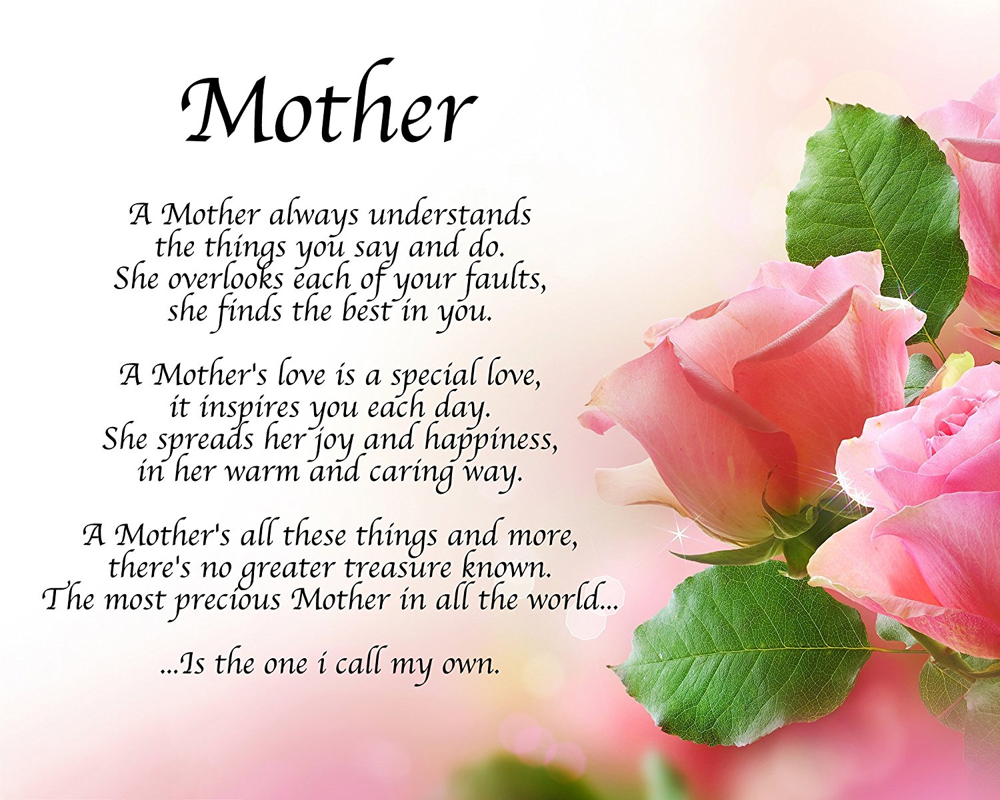 Mother
A Mother always understands
the things you say and do.
She overlooks each of your faults,
she finds the best in you.
A Mother's love is a special love,
it inspires you each day.
She spreads her joy and happiness,
in her warm and caring way.
A Mother's all these things and more,
there's no greater treasure known.
The most precious Mother in all the world...
...Is the one i call my own.